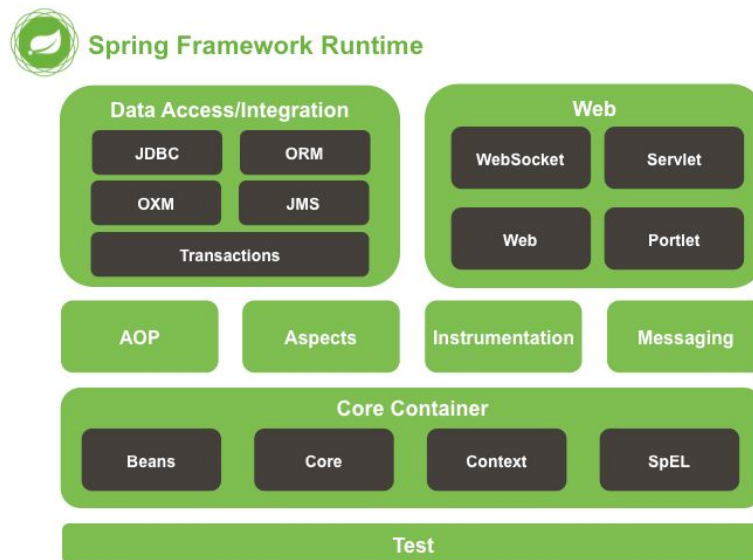 Spring Framework Runtime
Data Access/Integration
JDBC
ORM
OXM
JMS
Transactions
Web
WebSocket
Servlet
Web
Portlet
AOP
Aspects
Instrumentation
Messaging
Core Container
Beans
Core
Context
SpEL
Test